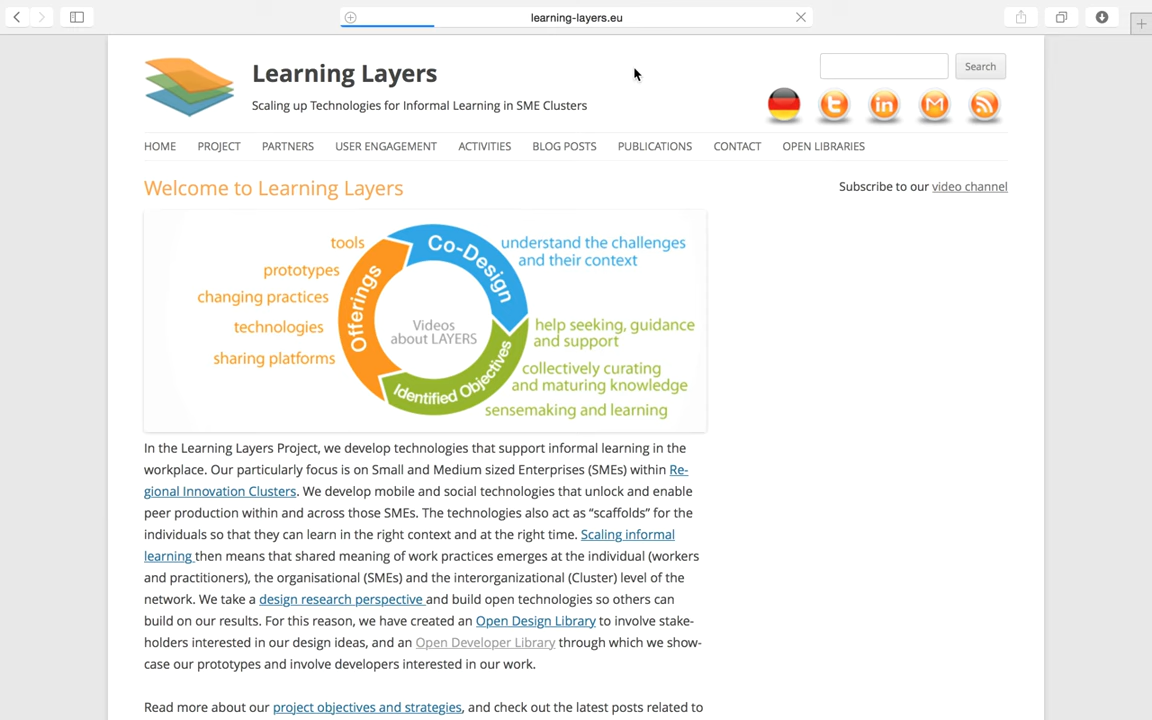 learning-layers.eu
Learning Layers
Scaling up Technologies for Informal Learning in SME Clusters
Search
HOME PROJECT PARTNERS USER ENGAGEMENT ACTIVITIES BLOG POSTS PUBLICATIONS CONTACT OPEN LIBRARIES
Welcome to Learning Layers
Subscribe to our video channel
tools
prototypes
changing practices
technologies
sharing platforms
Offerings
Co-Design
Identified Objectives
Videos
about LAYERS
understand the challenges
and their context
help seeking, guidance
and support
collectively curating
and maturing knowledge
sensemaking and learning
In the Learning Layers Project, we develop technologies that support informal learning in the
workplace. Our particularly focus is on Small and Medium sized Enterprises (SMEs) within Re-
gional Innovation Clusters. We develop mobile and social technologies that unlock and enable
peer production within and across those SMEs. The technologies also act as “scaffolds” for the
individuals so that they can learn in the right context and at the right time. Scaling informal
learning then means that shared meaning of work practices emerges at the individual (workers
and practitioners), the organisational (SMEs) and the interorganizational (Cluster) level of the
network. We take a design research perspective and build open technologies so others can
build on our results. For this reason, we have created an Open Design Library to involve stake-
holders interested in our design ideas, and an Open Developer Library through which we show-
case our prototypes and involve developers interested in our work.
Read more about our project objectives and strategies, and check out the latest posts related to